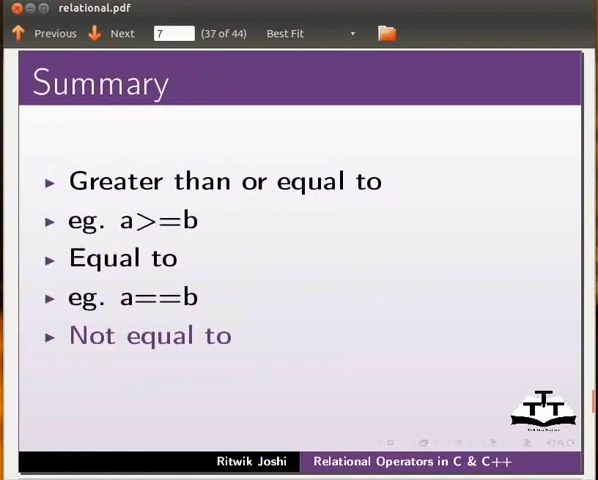 relational.pdf
Previous Next 7 (37 of 44) Best Fit
Summary
Greater than or equal to
eg. a>=b
Equal to
eg. a==b
Not equal to
TTT
Ritwik Joshi Relational Operators in C & C++